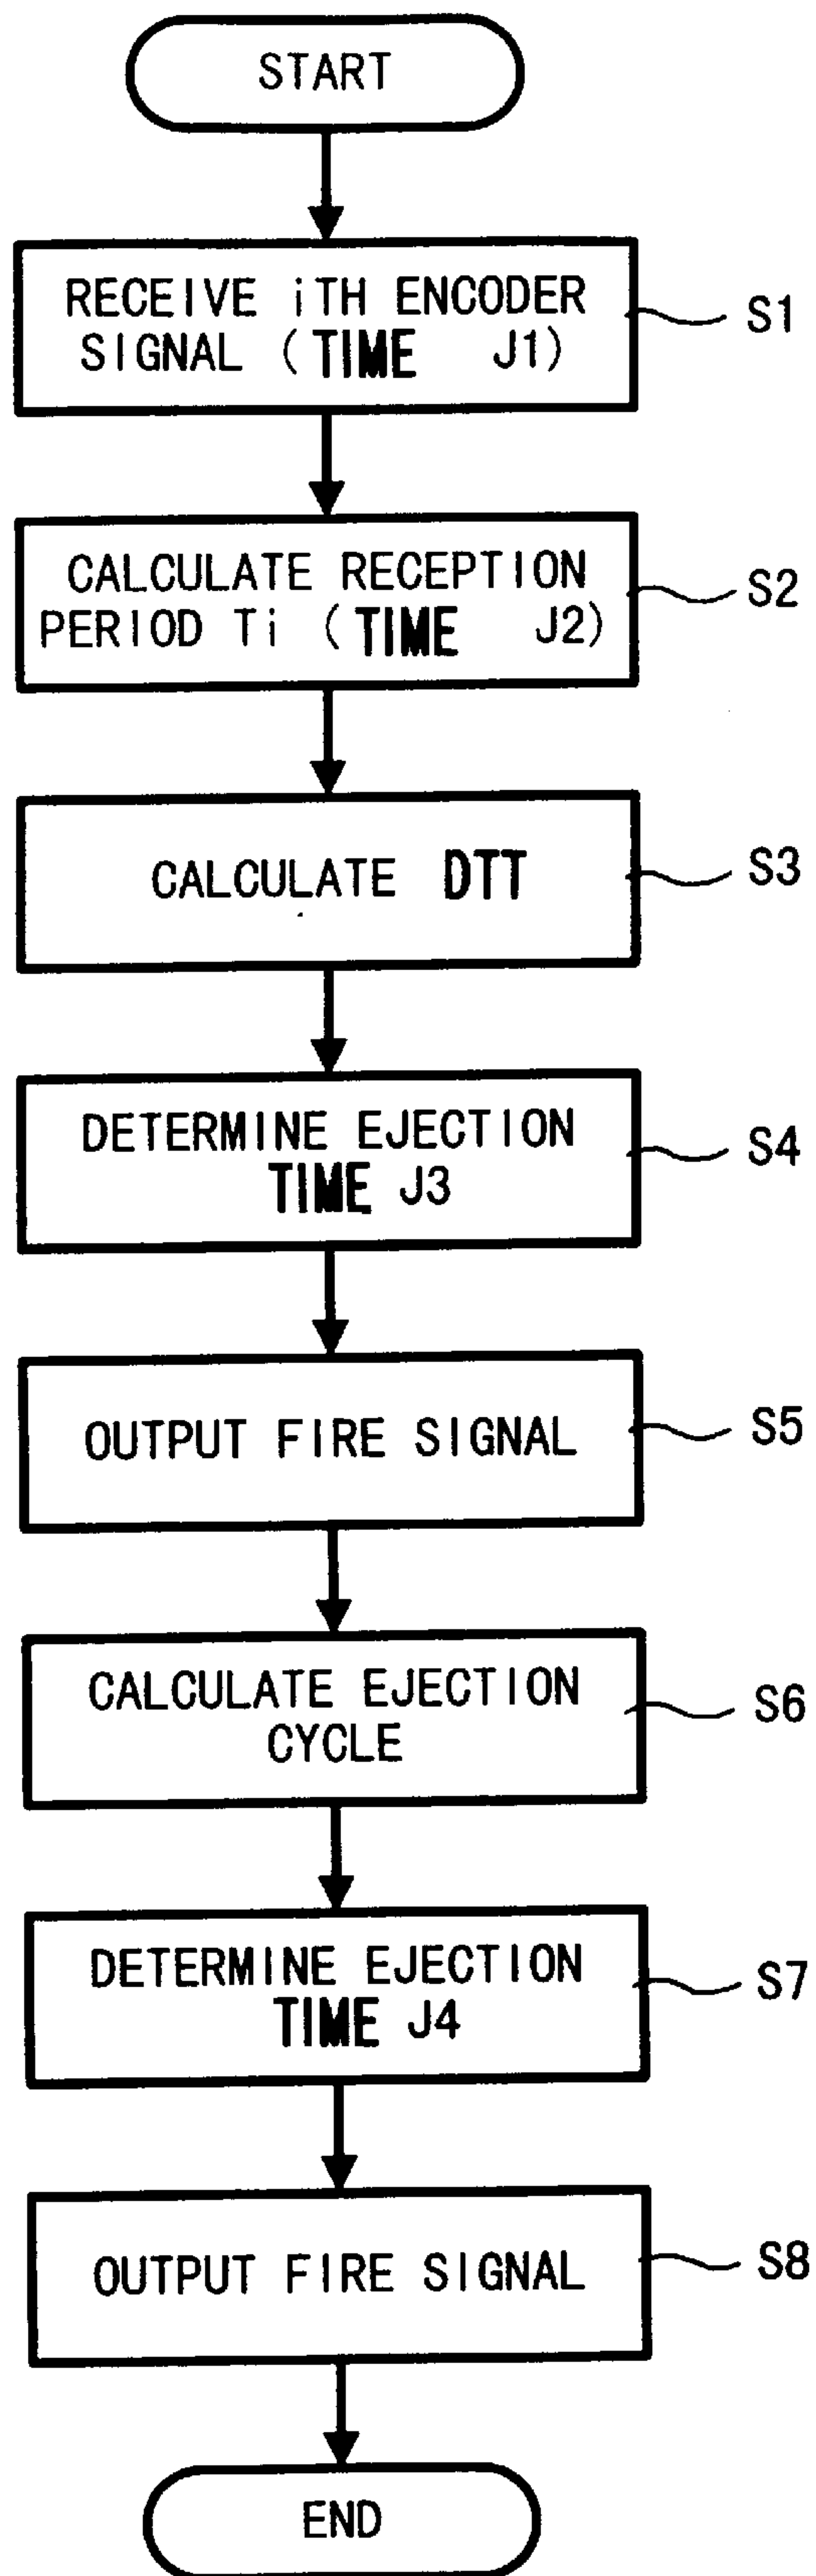 START
RECEIVE iTH ENCODER
SIGNAL (TIME J1)
S1
CALCULATE RECEPTION
PERIOD Ti (TIME J2)
S2
CALCULATE DTT
S3
DETERMINE EJECTION
TIME J3
S4
OUTPUT FIRE SIGNAL
S5
CALCULATE EJECTION
CYCLE
S6
DETERMINE EJECTION
TIME J4
S7
OUTPUT FIRE SIGNAL
S8
END